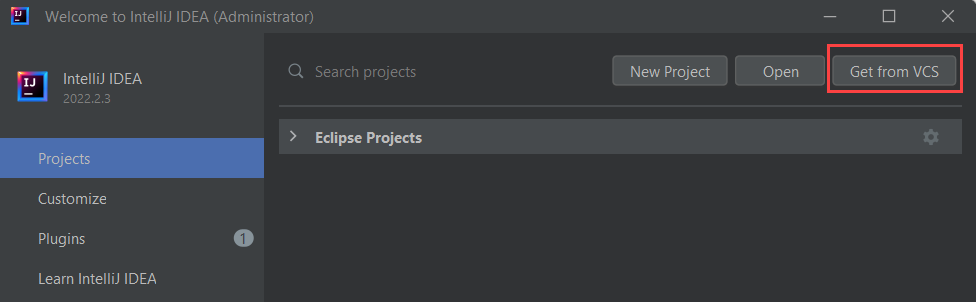 Welcome to IntelliJ IDEA (Administrator)
IJ
IntelliJ IDEA
2022.2.3
Search projects
New Project
Open
Get from VCS
Eclipse Projects
Projects
Customize
Plugins
1
Learn IntelliJ IDEA